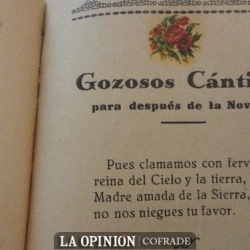 Gozosos Cánti
para después de la Nov
Pues clamamos con ferv
reina del Cielo y la tierra,
Madre amada de la Sierra,
no nos niegues tu favor.
LA OPINION COFRADE